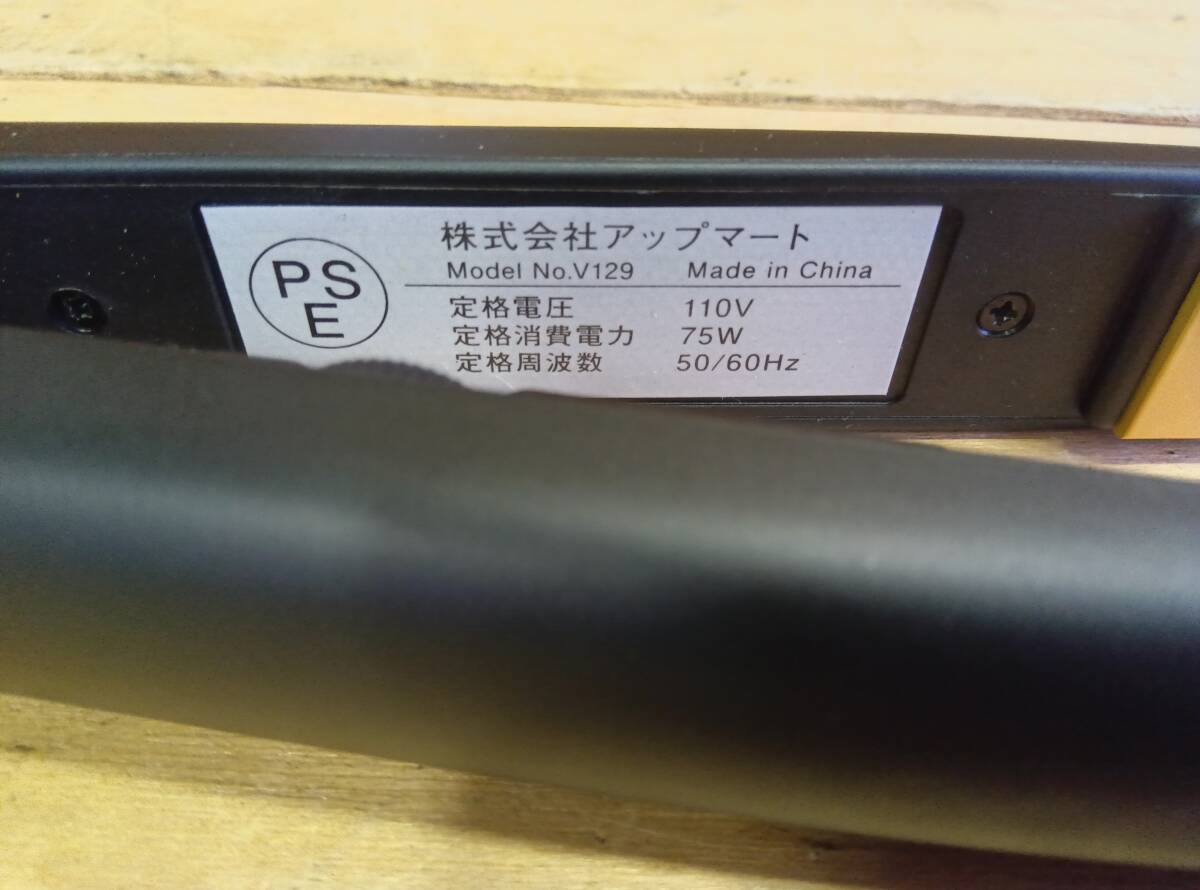 PS
E
株式会社アップマート
Model No.V129 Made in China
定格電圧 110V
定格消費電力 75W
定格周波数 50/60Hz